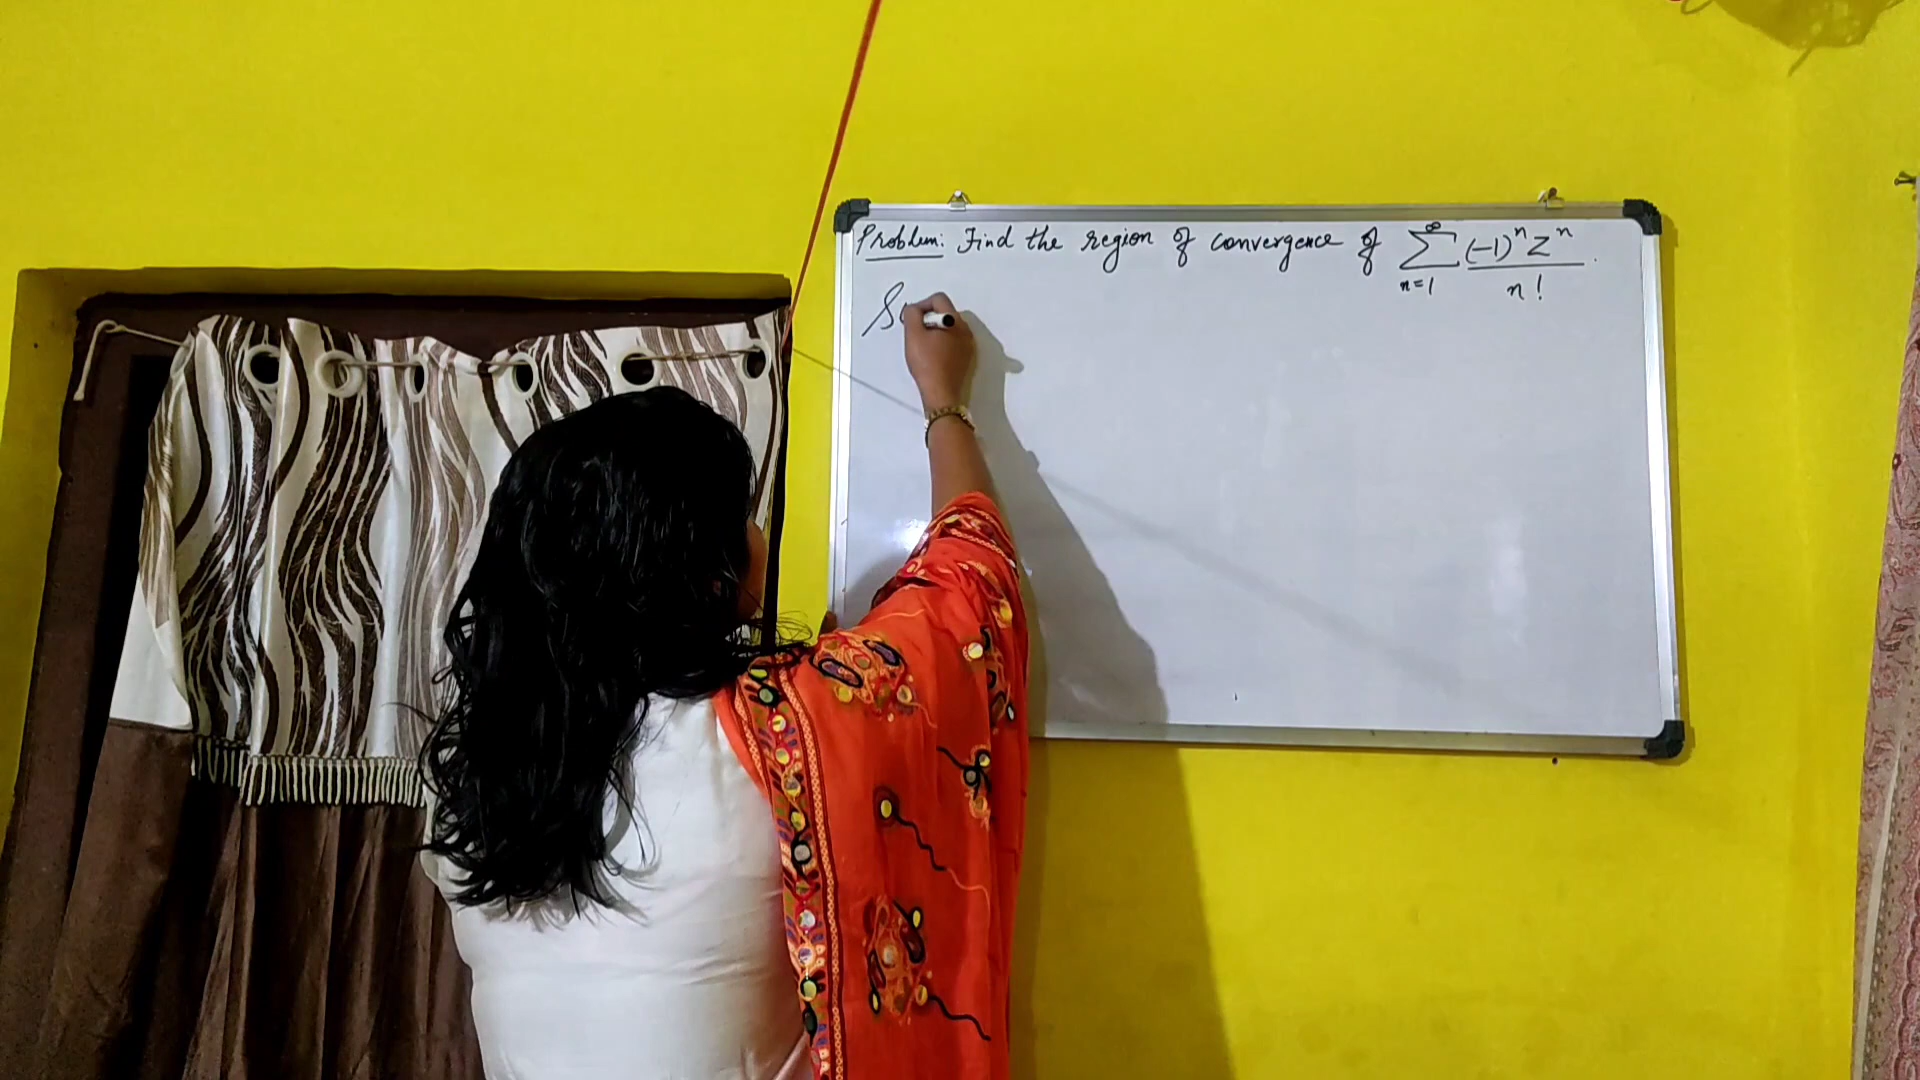 Problem: Find the region of convergence of ∑_{n=1}^{∞} (-1)^n Z^n / n! .